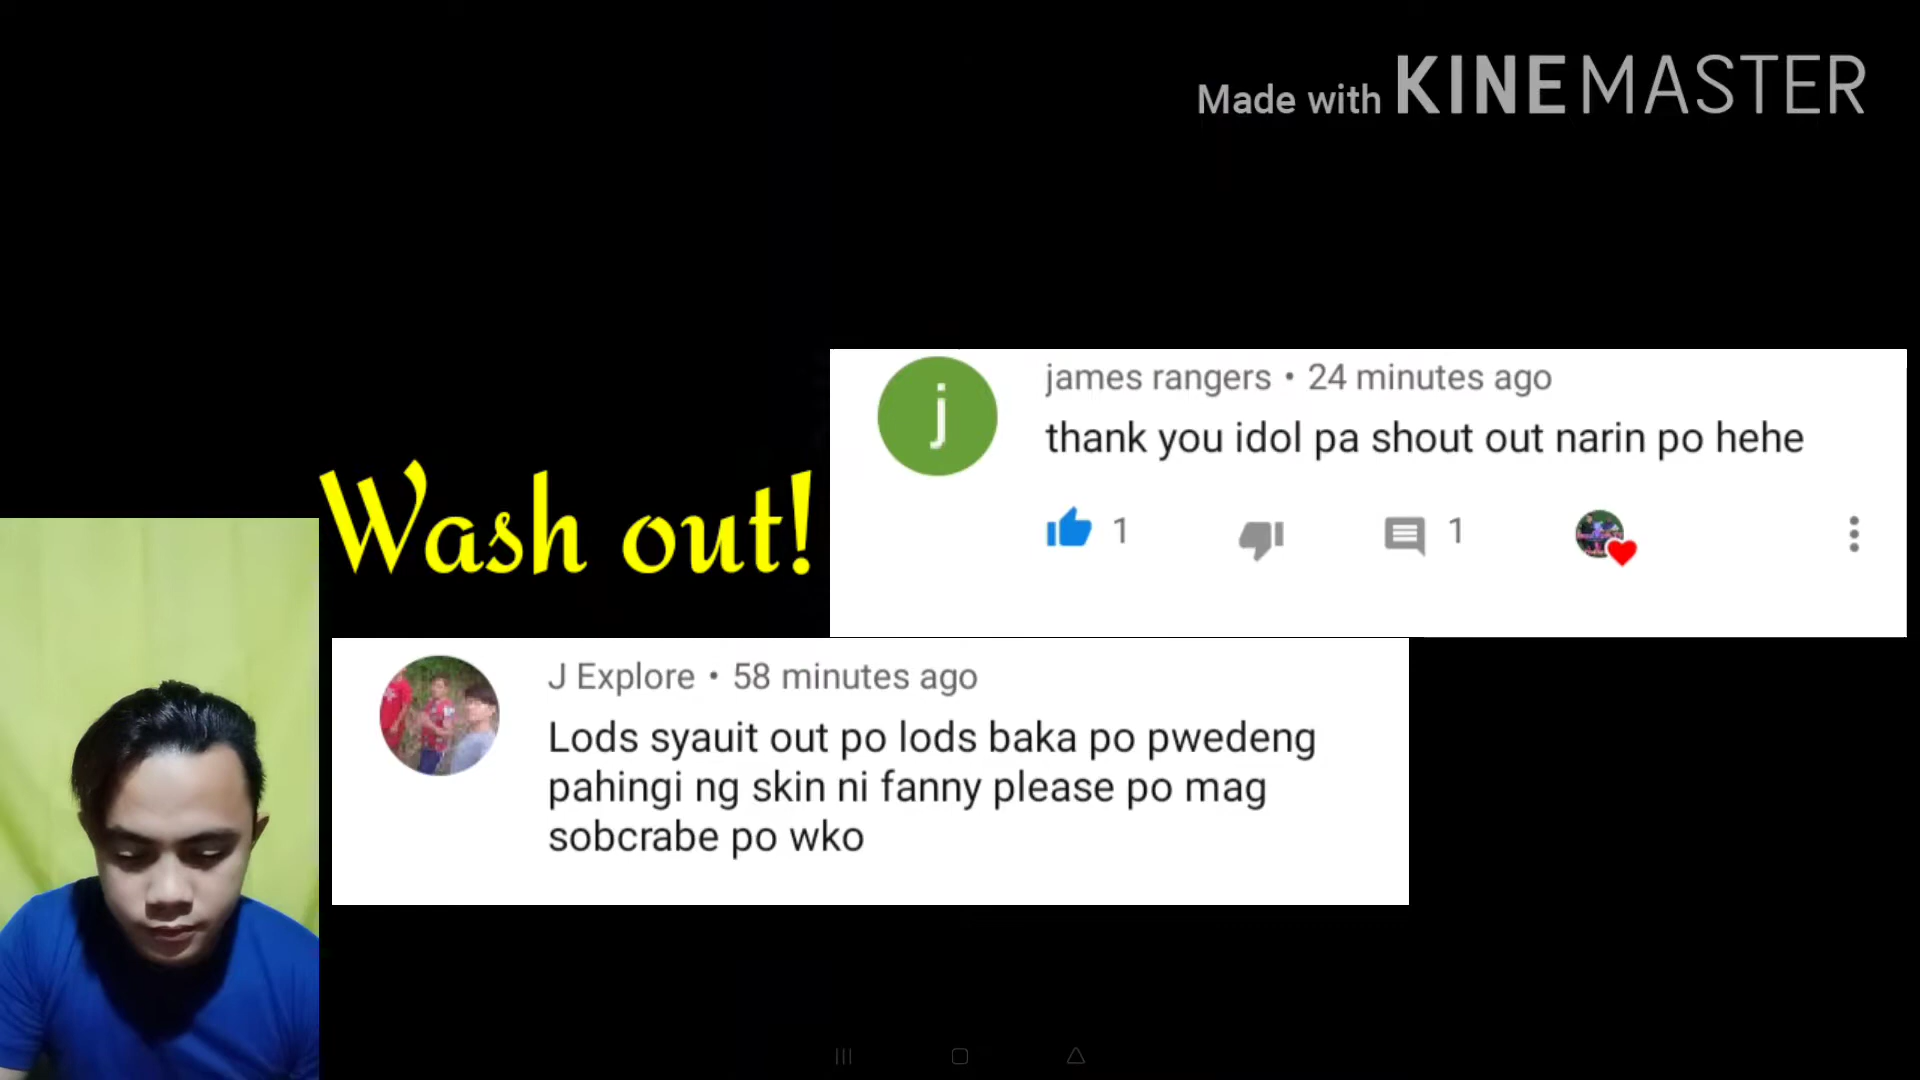 Made with KINEMASTER
j
james rangers • 24 minutes ago
thank you idol pa shout out narin po hehe
1
1
Wash out!
J Explore • 58 minutes ago
Lods syauit out po lods baka po pwedeng
pahingi ng skin ni fanny please po mag
sobcrabe po wko